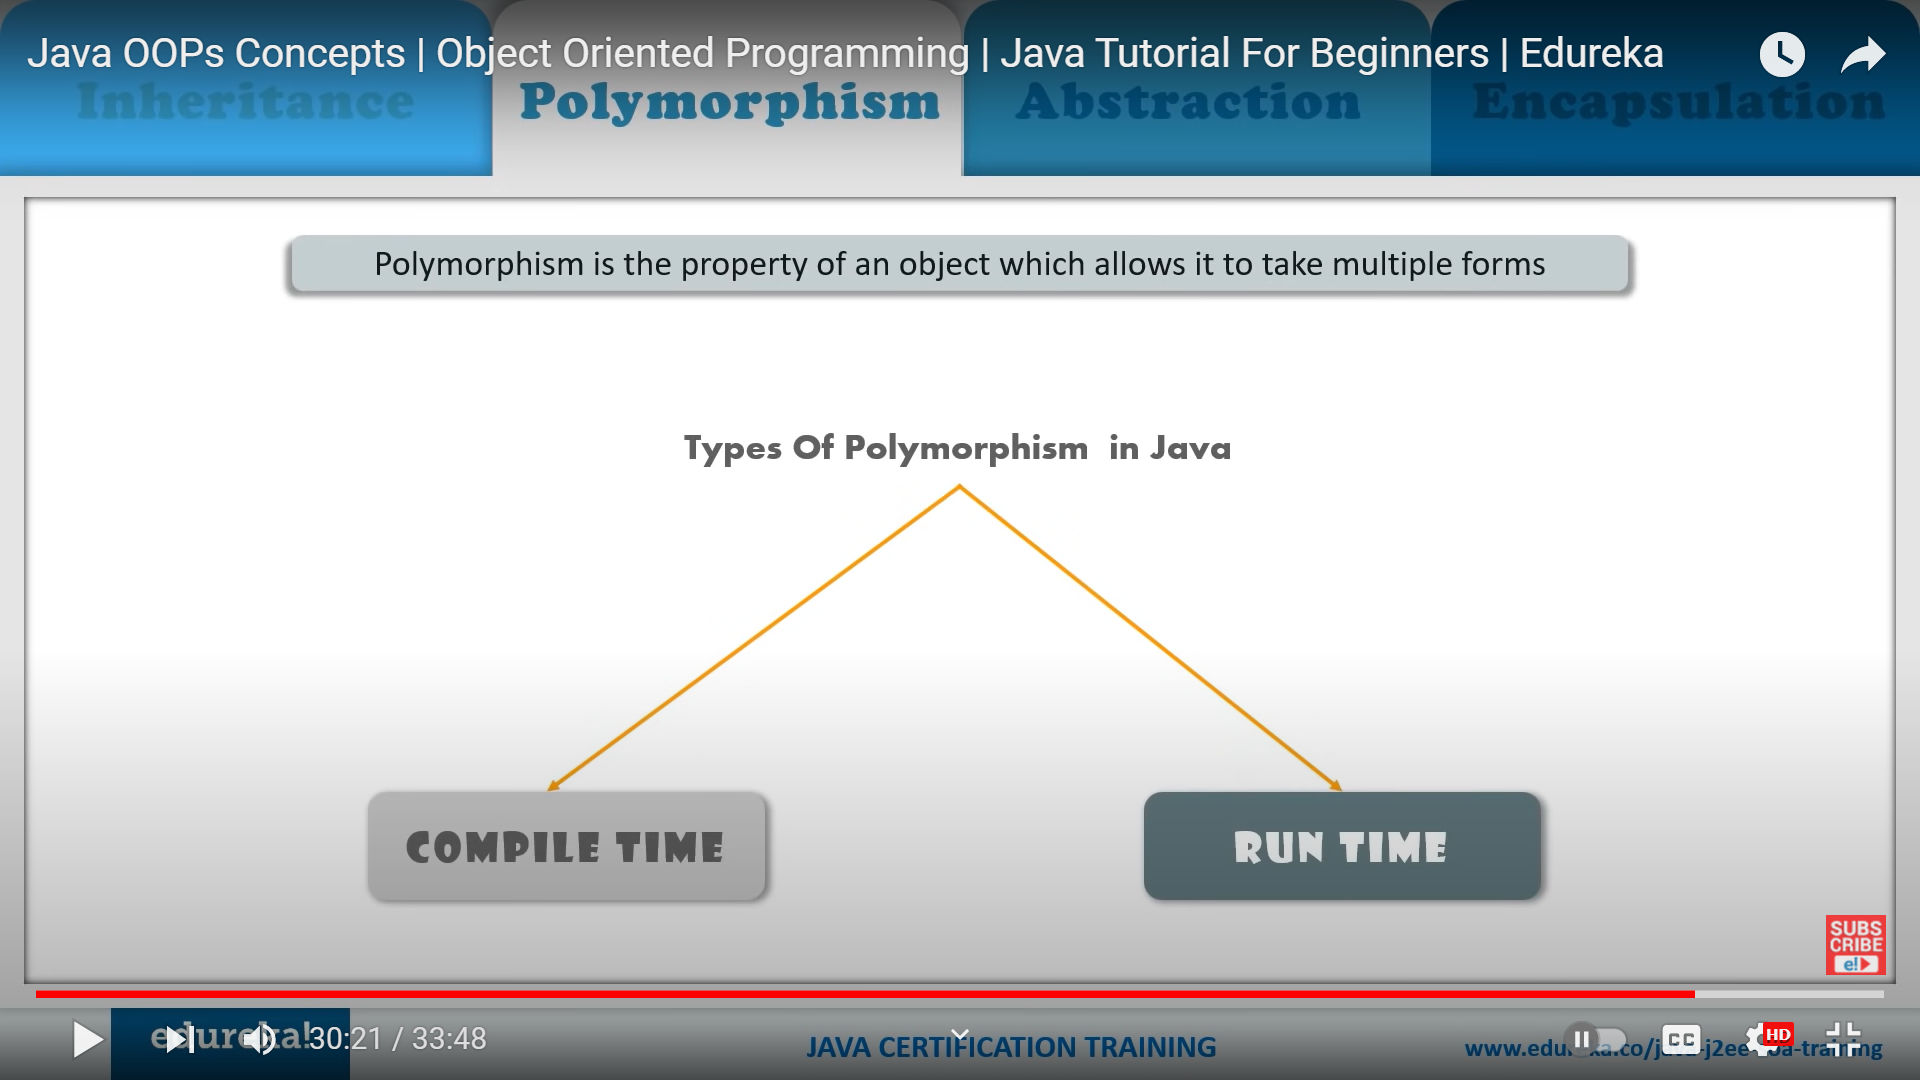 Java OOPs Concepts | Object Oriented Programming | Java Tutorial For Beginners | Edureka
Inheritance
Polymorphism
Abstraction
Encapsulation
Polymorphism is the property of an object which allows it to take multiple forms
Types Of Polymorphism in Java
COMPILE TIME
RUN TIME
SUBS
CRIBE
e!
edureka!
30:21 / 33:48
JAVA CERTIFICATION TRAINING
CC
HD